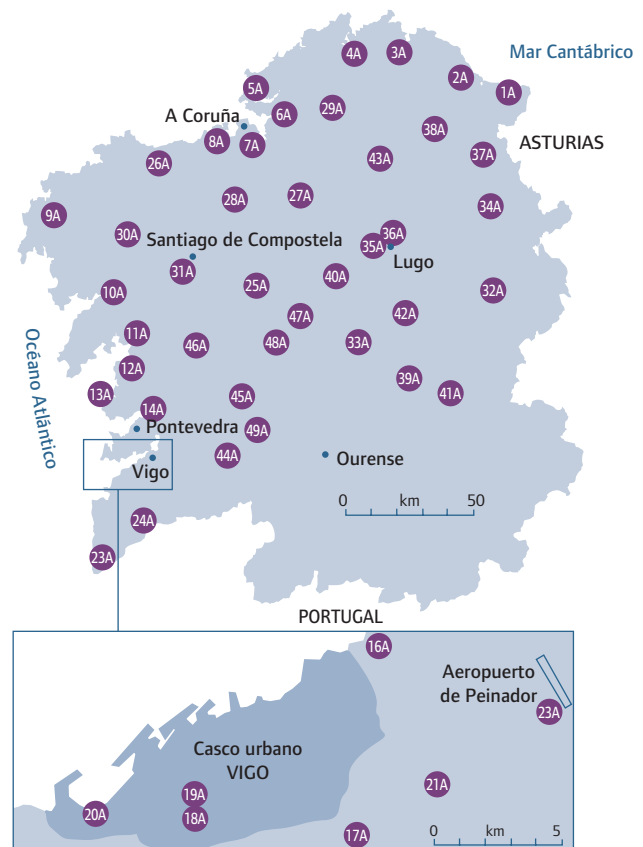 4A
3A
Mar Cantábrico
2A
1A
5A
6A
29A
A Coruña
38A
ASTURIAS
8A
7A
43A
37A
26A
28A
27A
34A
9A
30A
36A
Santiago de Compostela
35A
Lugo
31A
40A
25A
32A
10A
47A
42A
11A
46A
48A
33A
Océano Atlántico
12A
39A
13A
45A
41A
14A
Pontevedra
49A
44A
Ourense
Vigo
0 km 50
24A
23A
PORTUGAL
16A
Aeropuerto
de Peinador
23A
Casco urbano
VIGO
21A
19A
20A
18A
17A
0 km 5